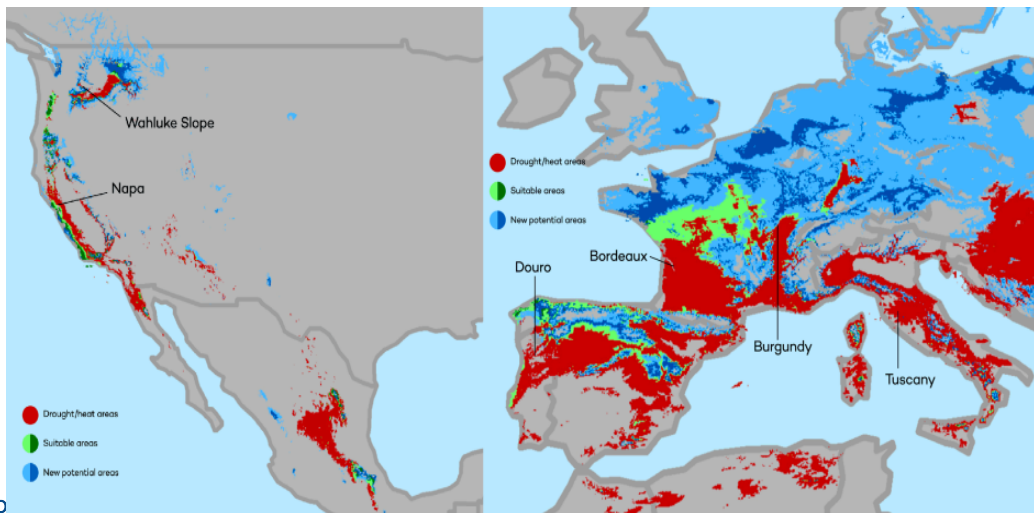 Wahluke Slope
Napa
Drought/heat areas
Suitable areas
New potential areas
Drought/heat areas
Suitable areas
New potential areas
Bordeaux
Douro
Burgundy
Tuscany